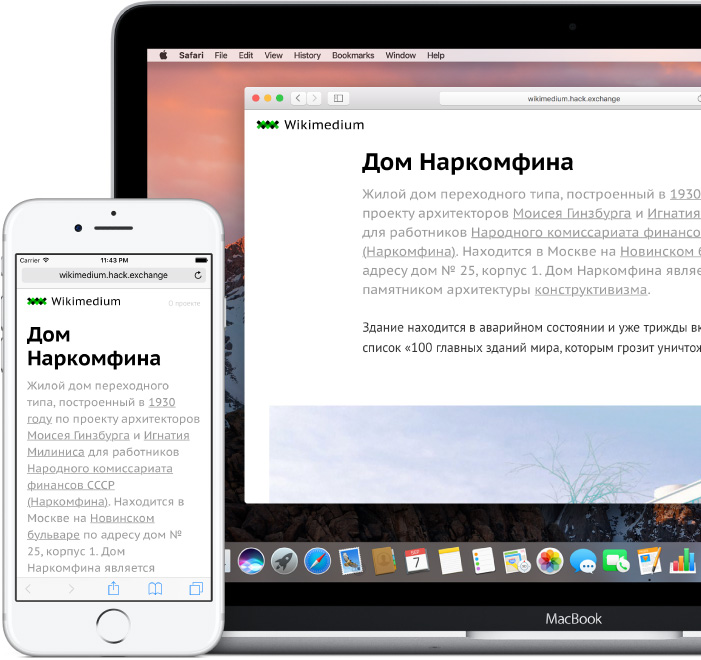 Safari File Edit View History Bookmarks Window Help
wikimedium.hack.exchange
Wikimedium
Дом Наркомфина
Жилой дом переходного типа, построенный в 1930
проекту архитекторов Моисея Гинзбурга и Игнатия
для работников Народного комиссариата финансо
(Наркомфина). Находится в Москве на Новинском б
адресу дом № 25, корпус 1. Дом Наркомфина являе
памятником архитектуры конструктивизма.
Здание находится в аварийном состоянии и уже трижды вк
список «100 главных зданий мира, которым грозит уничтож
7
MacBook
Carrier 11:43 PM
wikimedium.hack.exchange
Wikimedium О проекте
Дом
Наркомфина
Жилой дом переходного
типа, построенный в 1930
году по проекту архитекторов
Моисея Гинзбурга и Игнатия
Милиниса для работников
Народного комиссариата
финансов СССР
(Наркомфина). Находится в
Москве на Новинском
бульваре по адресу дом №
25, корпус 1. Дом
Наркомфина является